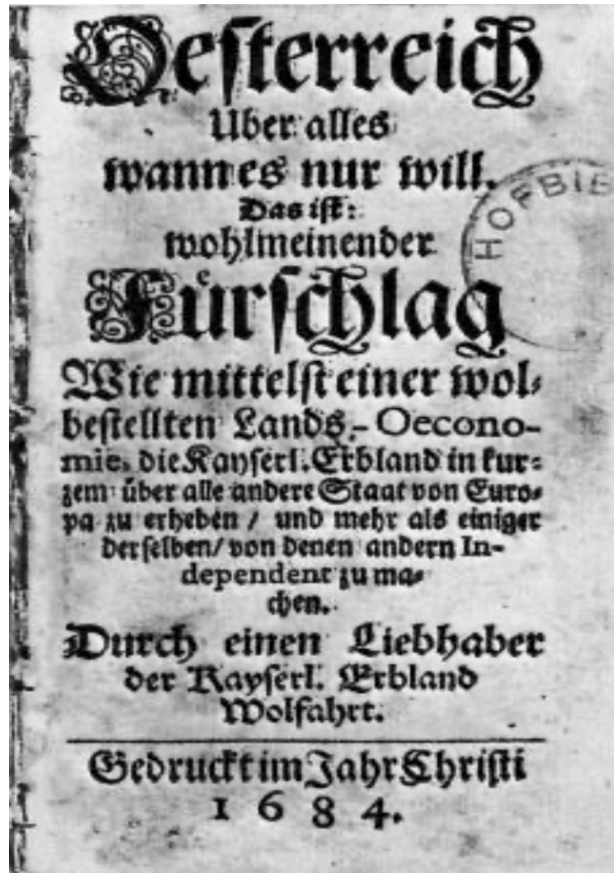 Oesterreich
Uber alles
wann es nur will.
Das ist:
wohlmeinender
Fürschlag
Wie mittelst einer wol-
bestellten Lands-Oecono-
mie, die Kayserl. Erbland in kur-
zem über alle andere Staat von Euro-
pa zu erheben / und mehr als einiger
derselben / von denen andern In-
dependent zu ma-
chen.
Durch einen Liebhaber
der Kayserl. Erbland
Wolfahrt.
Gedruckt im Jahr Christi
1684.
HOFBIE